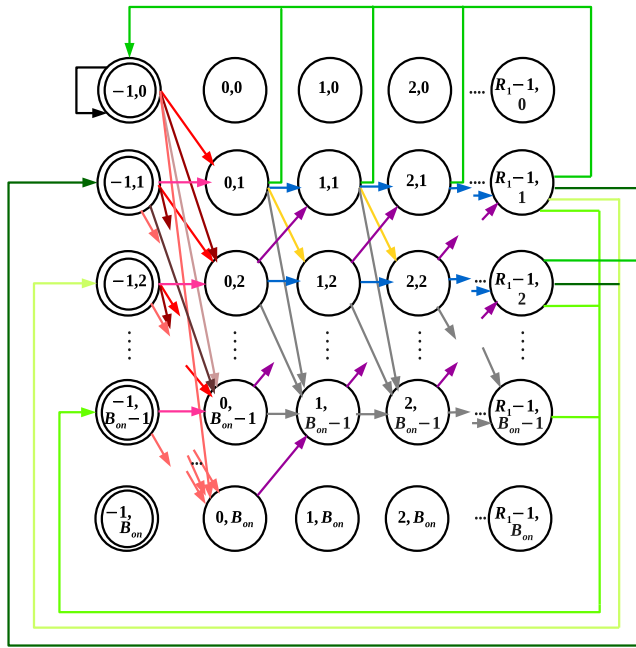 −1,0
0,0
1,0
2,0
....
R₁−1,
0
−1,1
0,1
1,1
2,1
....
R₁−1,
1
−1,2
0,2
1,2
2,2
...
R₁−1,
2
−1,
Bₒₙ−1
0,
Bₒₙ−1
1,
Bₒₙ−1
2,
Bₒₙ−1
...
R₁−1,
Bₒₙ−1
...
−1,
Bₒₙ
0, Bₒₙ
1, Bₒₙ
2, Bₒₙ
...
R₁−1,
Bₒₙ